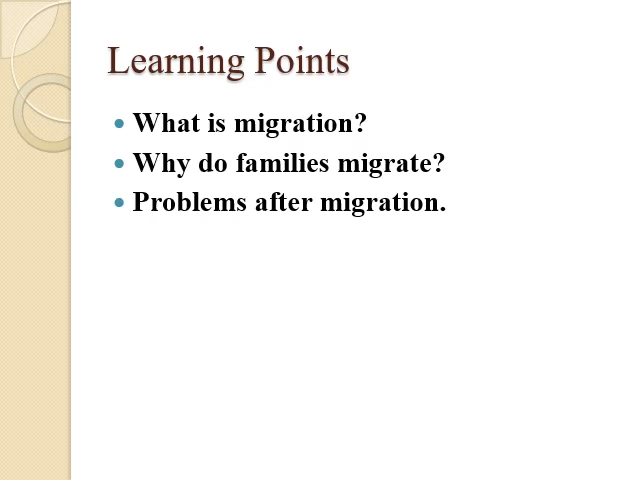 Learning Points
• What is migration?
• Why do families migrate?
• Problems after migration.